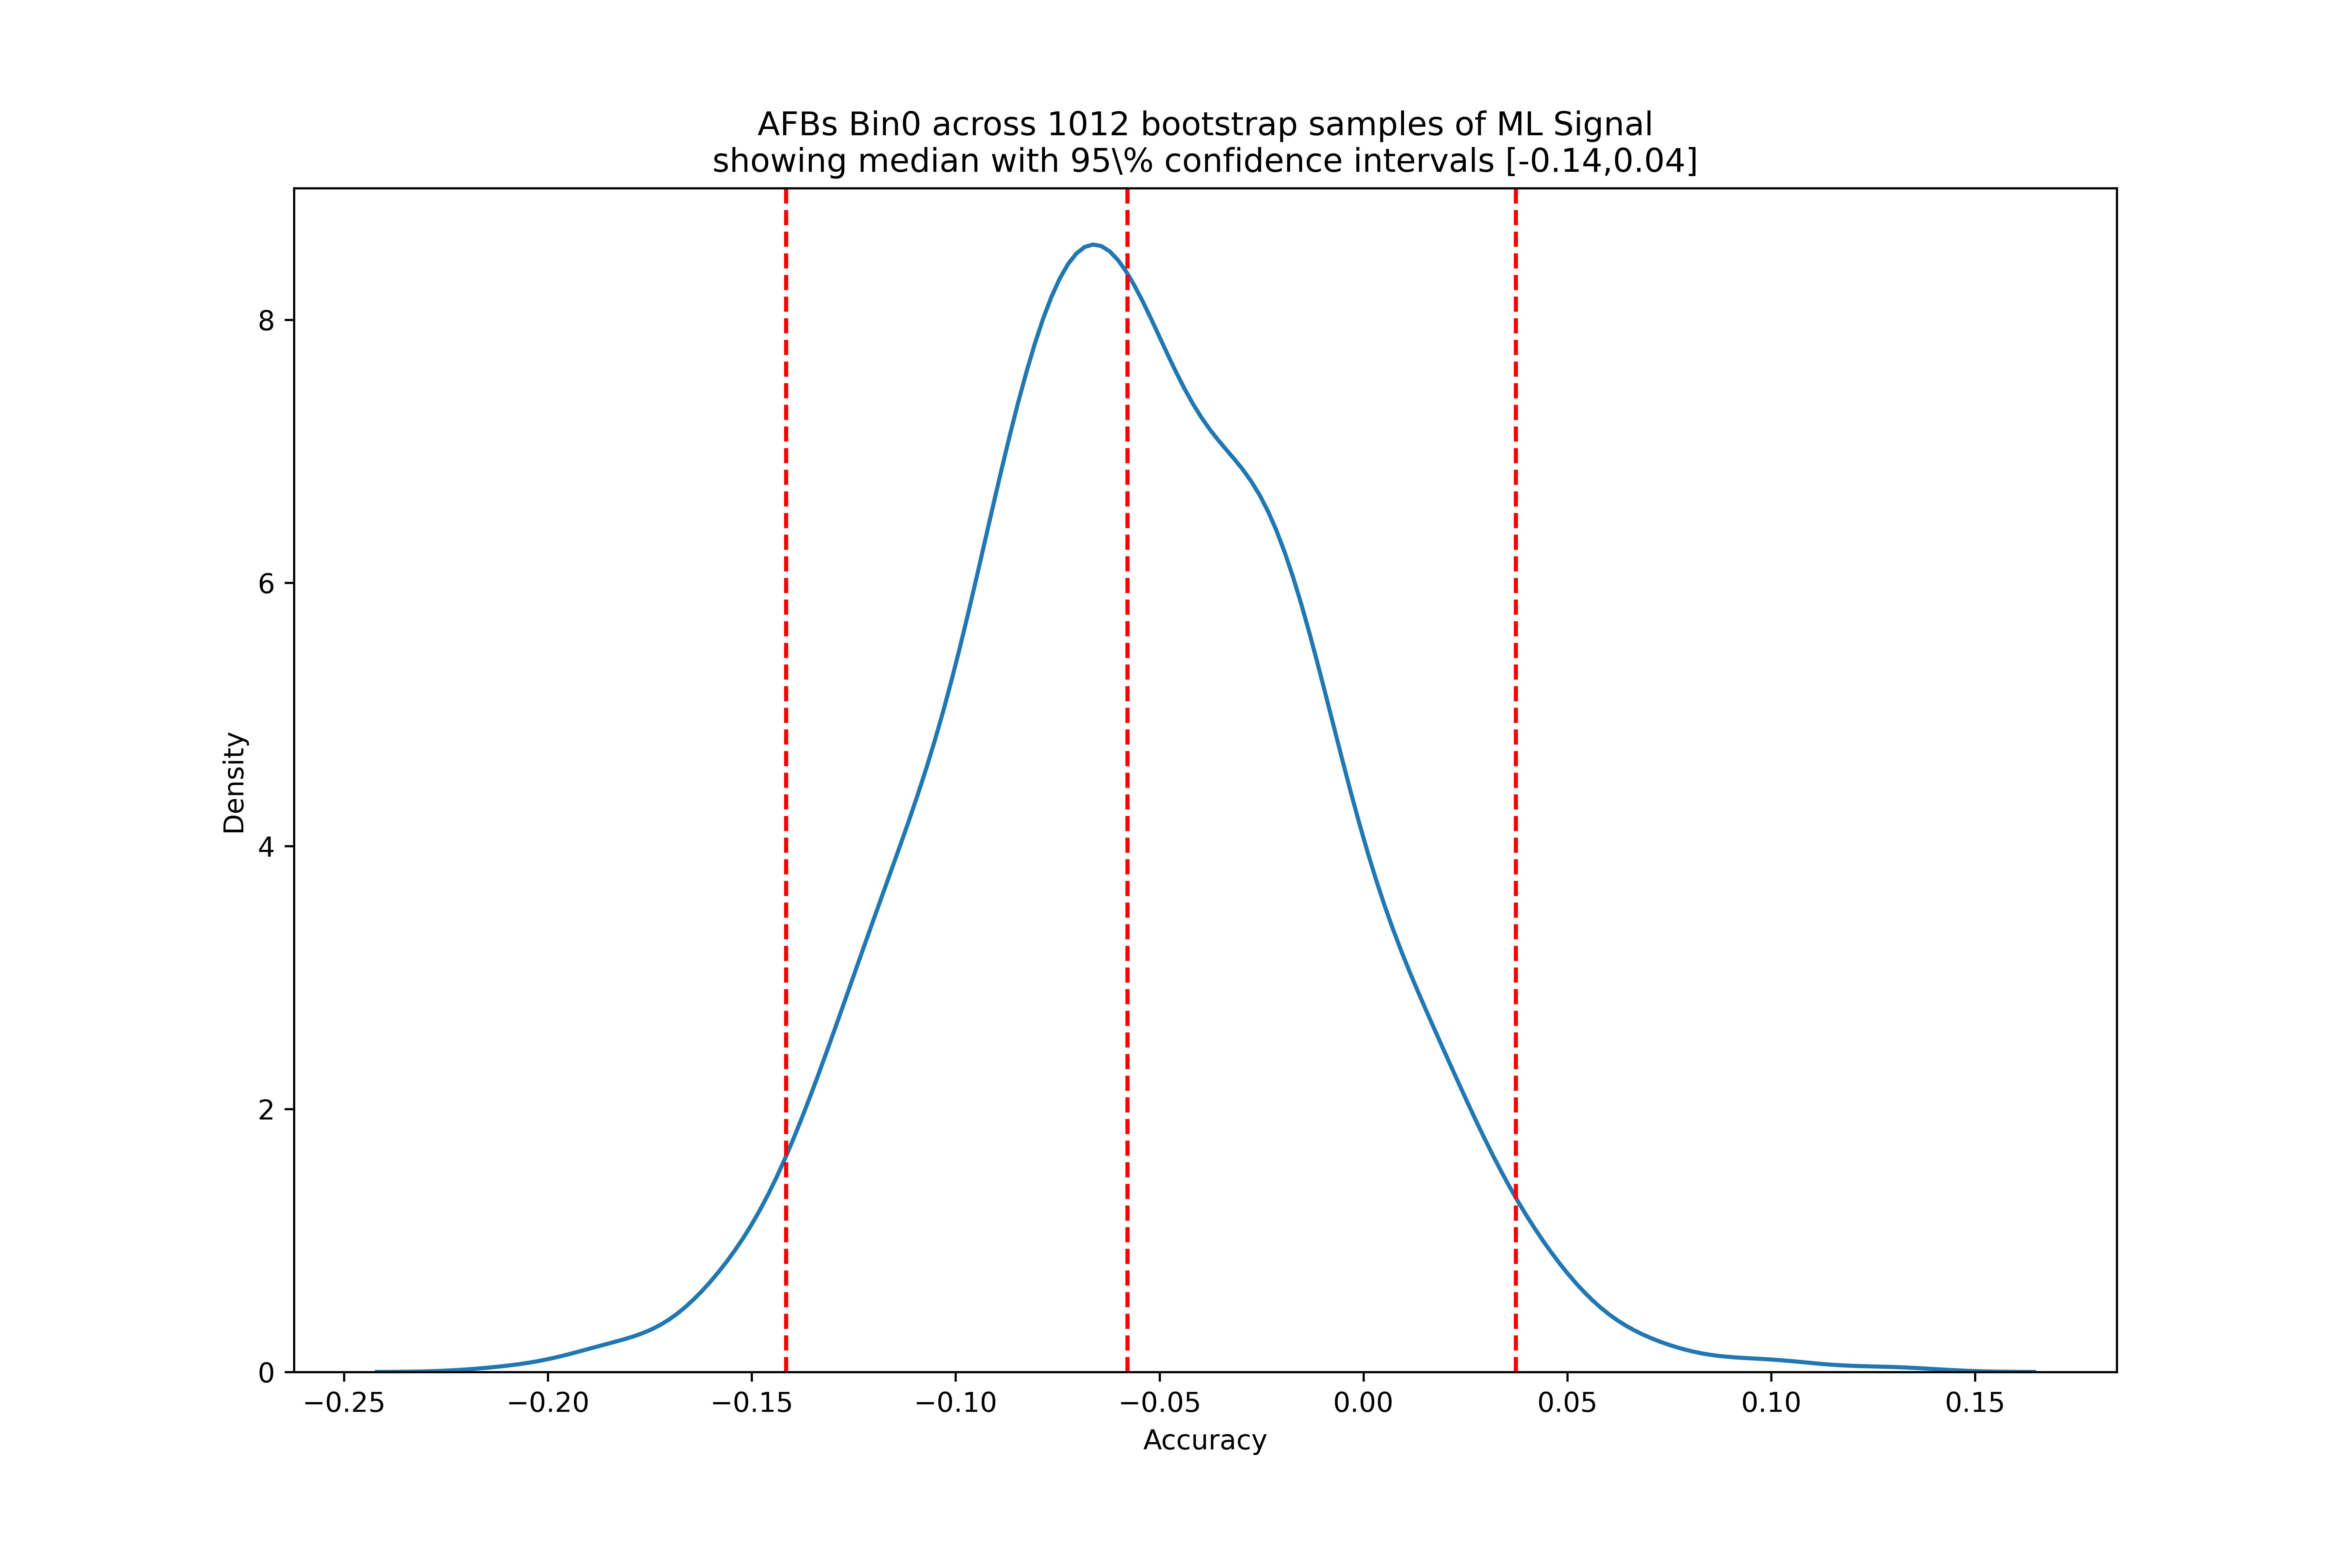 AFBs Bin0 across 1012 bootstrap samples of ML Signal
showing median with 95\% confidence intervals [-0.14,0.04]
Density
8
6
4
2
0
−0.25 −0.20 −0.15 −0.10 −0.05 0.00 0.05 0.10 0.15
Accuracy